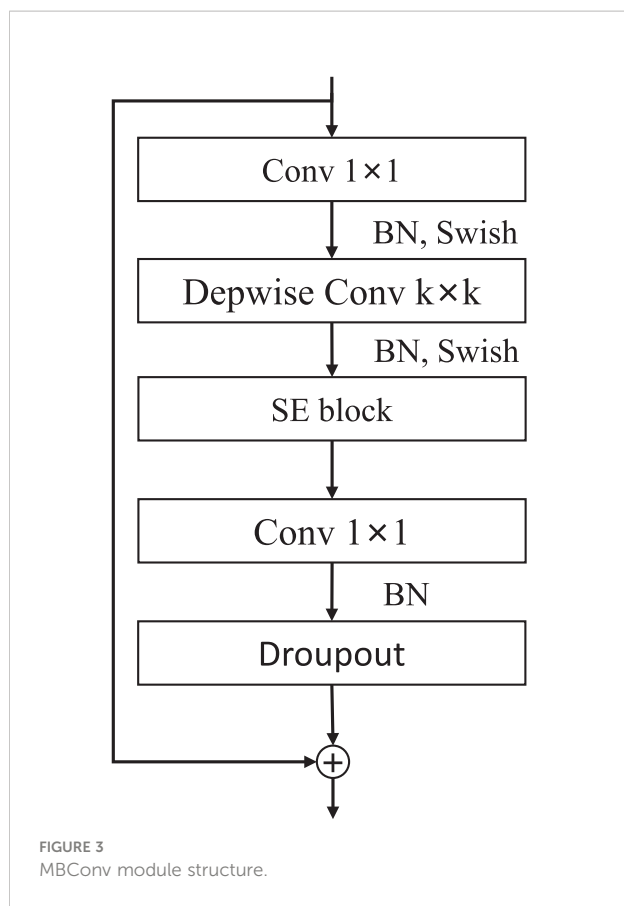 Conv 1×1
BN, Swish
Depwise Conv k×k
BN, Swish
SE block
Conv 1×1
BN
Droupout
+
FIGURE 3
MBConv module structure.